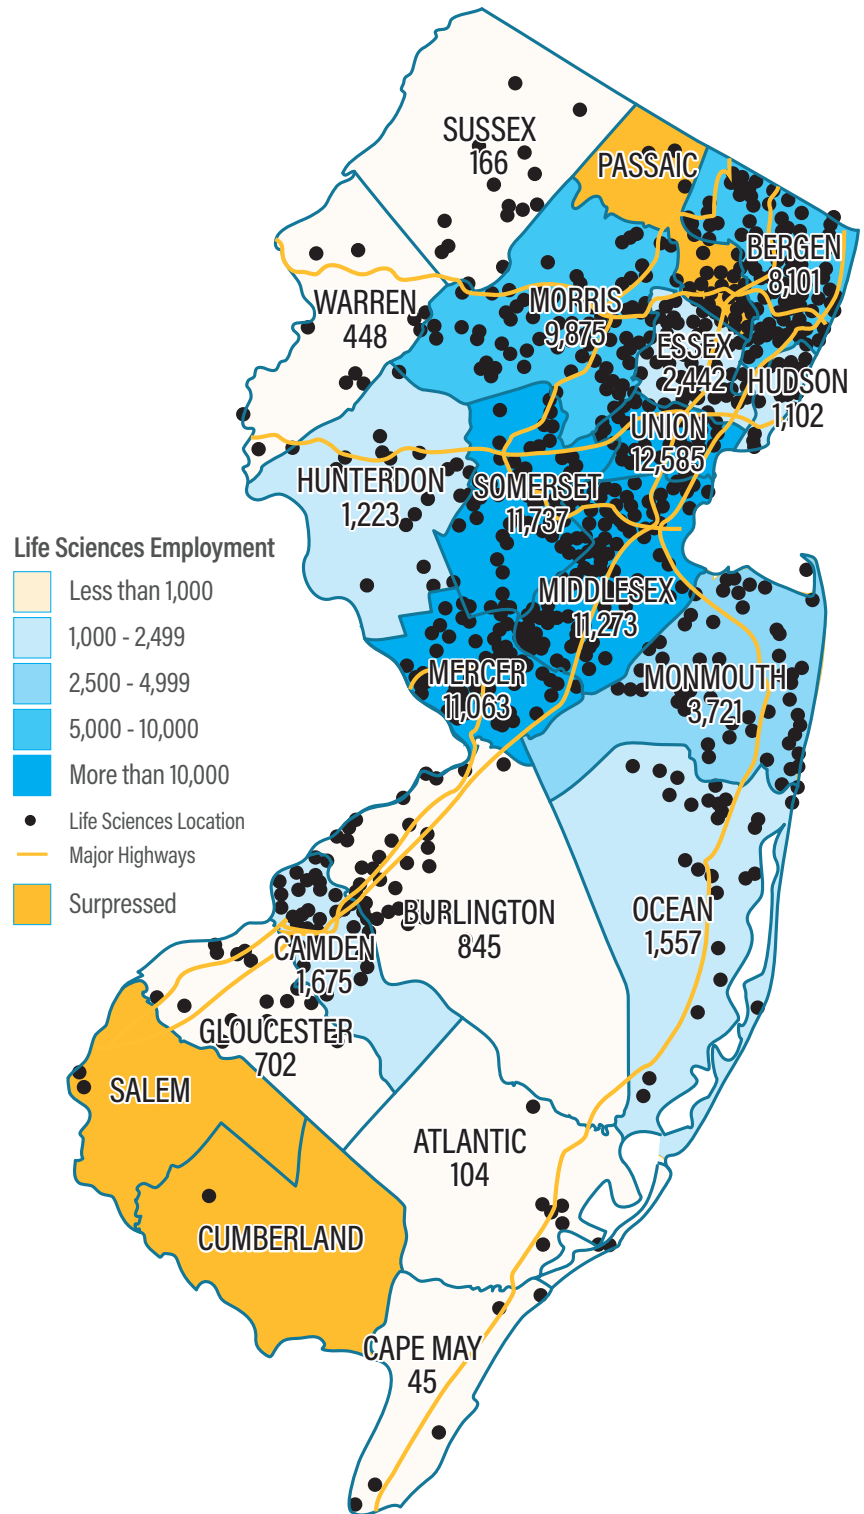 SUSSEX
166
PASSAIC
BERGEN
8,101
WARREN
448
MORRIS
9,875
ESSEX
2,442
HUDSON
1,102
UNION
12,585
HUNTERDON
1,223
SOMERSET
11,737
MIDDLESEX
11,273
MERCER
11,063
MONMOUTH
3,721
Life Sciences Employment
Less than 1,000
1,000 - 2,499
2,500 - 4,999
5,000 - 10,000
More than 10,000
Life Sciences Location
Major Highways
Surpressed
BURLINGTON
845
OCEAN
1,557
CAMDEN
1,675
GLOUCESTER
702
SALEM
ATLANTIC
104
CUMBERLAND
CAPE MAY
45